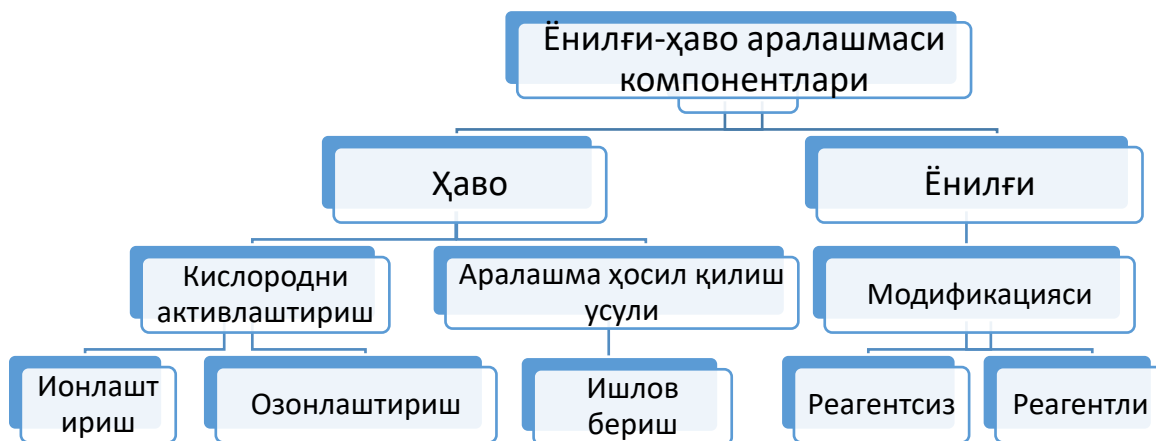 Ёнилғи-ҳаво аралашмаси
компонентлари
Ҳаво
Ёнилғи
Кислородни
активлаштириш
Аралашма ҳосил қилиш
усули
Модификацияси
Ионлашт
ириш
Озонлаштириш
Ишлов
бериш
Реагентсиз
Реагентли